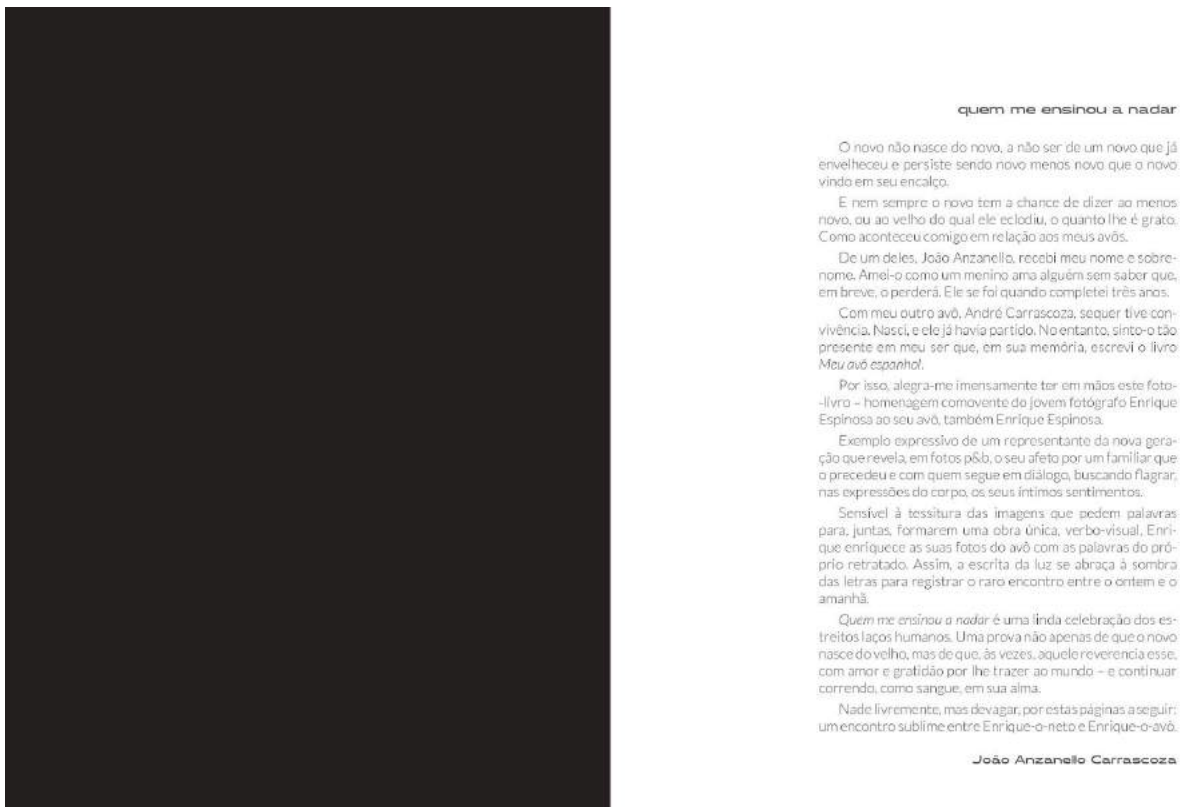 quem me ensinou a nadar
O novo não nasce do novo, a não ser de um novo que já
envelheceu e persiste sendo novo menos novo que o novo
vindo em seu encalço.
E nem sempre o novo tem a chance de dizer ao menos
novo, ou ao velho do qual ele eclodiu, o quanto lhe é grato.
Como aconteceu comigo em relação aos meus avôs.
De um deles, João Anzanello, recebi meu nome e sobre-
nome. Amei-o como um menino ama alguém sem saber que,
em breve, o perderá. Ele se foi quando completei três anos.
Com meu outro avô, André Carrascoza, sequer tive con-
vivência. Nasci, e ele já havia partido. No entanto, sinto-o tão
presente em meu ser que, em sua memória, escrevi o livro
Meu avô espanhol.
Por isso, alegra-me imensamente ter em mãos este foto-
-livro – homenagem comovente do jovem fotógrafo Enrique
Espinosa ao seu avô, também Enrique Espinosa.
Exemplo expressivo de um representante da nova gera-
ção que revela, em fotos p&b, o seu afeto por um familiar que
o precedeu e com quem segue em diálogo, buscando flagrar,
nas expressões do corpo, os seus íntimos sentimentos.
Sensível à tessitura das imagens que pedem palavras
para, juntas, formarem uma obra única, verbo-visual, Enri-
que enriquece as suas fotos do avô com as palavras do pró-
prio retratado. Assim, a escrita da luz se abraça à sombra
das letras para registrar o raro encontro entre o ontem e o
amanhã.
Quem me ensinou a nadar é uma linda celebração dos es-
treitos laços humanos. Uma prova não apenas de que o novo
nasce do velho, mas de que, às vezes, aquele reverencia esse,
com amor e gratidão por lhe trazer ao mundo – e continuar
correndo, como sangue, em sua alma.
Nade livremente, mas devagar, por estas páginas a seguir:
um encontro sublime entre Enrique-o-neto e Enrique-o-avô.
João Anzanello Carrascoza